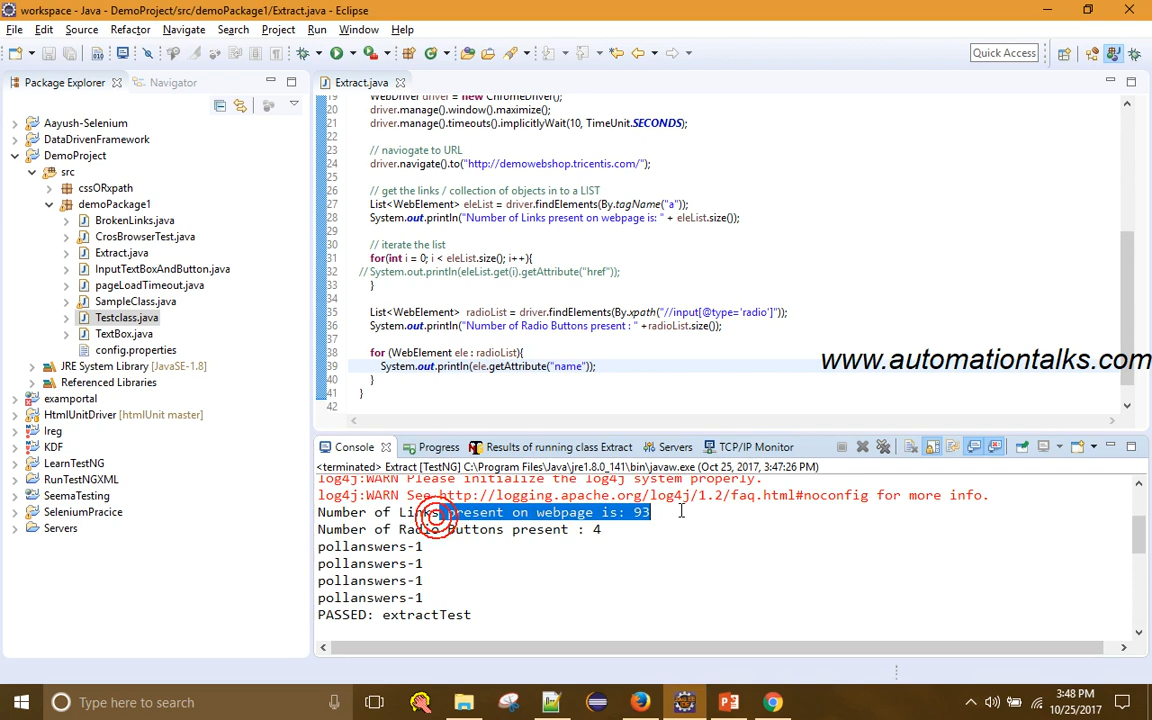 workspace - Java - DemoProject/src/demoPackage1/Extract.java - Eclipse
File Edit Source Refactor Navigate Search Project Run Window Help
Quick Access
Package Explorer Navigator
Aayush-Selenium
DataDrivenFramework
DemoProject
src
cssORxpath
demoPackage1
BrokenLinks.java
CrosBrowserTest.java
Extract.java
InputTextBoxAndButton.java
pageLoadTimeout.java
SampleClass.java
Testclass.java
TextBox.java
config.properties
JRE System Library [JavaSE-1.8]
Referenced Libraries
examportal
HtmlUnitDriver [htmlUnit master]
Ireg
KDF
LearnTestNG
RunTestNGXML
SeemaTesting
SeleniumPracice
Servers
Extract.java
19 WebDriver driver = new ChromeDriver();
20 driver.manage().window().maximize();
21 driver.manage().timeouts().implicitlyWait(10, TimeUnit.SECONDS);
22
23 // naviogate to URL
24 driver.navigate().to("http://demowebshop.tricentis.com/");
25
26 // get the links / collection of objects in to a LIST
27 List<WebElement> eleList = driver.findElements(By.tagName("a"));
28 System.out.println("Number of Links present on webpage is: " + eleList.size());
29
30 // iterate the list
31 for(int i = 0; i < eleList.size(); i++){
32 // System.out.println(eleList.get(i).getAttribute("href"));
33 }
34
35 List<WebElement> radioList = driver.findElements(By.xpath("//input[@type='radio']"));
36 System.out.println("Number of Radio Buttons present : " +radioList.size());
37
38 for (WebElement ele : radioList){
39 System.out.println(ele.getAttribute("name"));
40 }
41 }
42
www.automationtalks.com
Console Progress Results of running class Extract Servers TCP/IP Monitor
<terminated> Extract [TestNG] C:\Program Files\Java\jre1.8.0_141\bin\javaw.exe (Oct 25, 2017, 3:47:26 PM)
log4j:WARN Please initialize the log4j system properly.
log4j:WARN See http://logging.apache.org/log4j/1.2/faq.html#noconfig for more info.
Number of Links present on webpage is: 93
Number of Radio Buttons present : 4
pollanswers-1
pollanswers-1
pollanswers-1
pollanswers-1
PASSED: extractTest
Type here to search
3:48 PM
10/25/2017